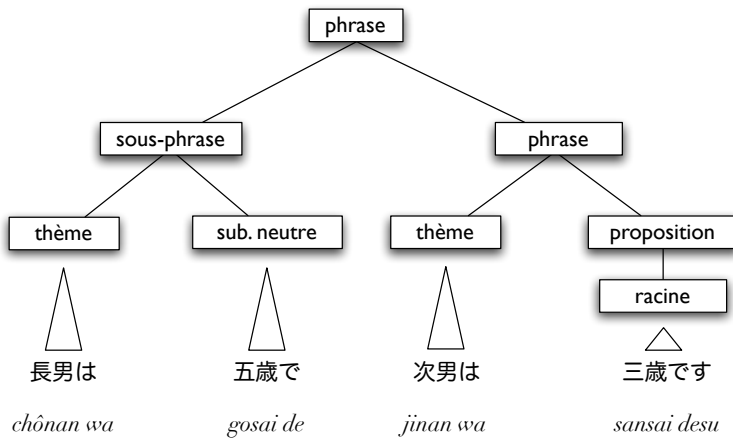 phrase
sous-phrase
phrase
thème
sub. neutre
thème
proposition
racine
長男は
五歳で
次男は
三歳です
chônan wa
gosai de
jinan wa
sansai desu